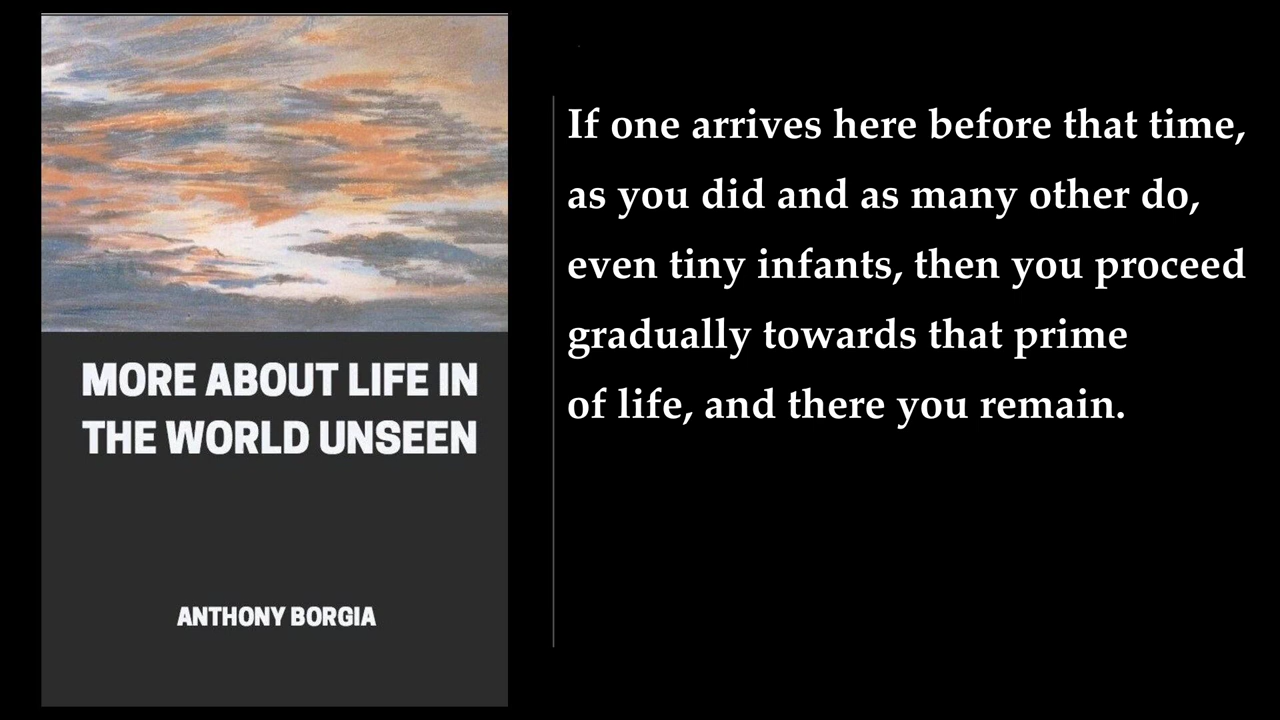 MORE ABOUT LIFE IN
THE WORLD UNSEEN
ANTHONY BORGIA
If one arrives here before that time,
as you did and as many other do,
even tiny infants, then you proceed
gradually towards that prime
of life, and there you remain.